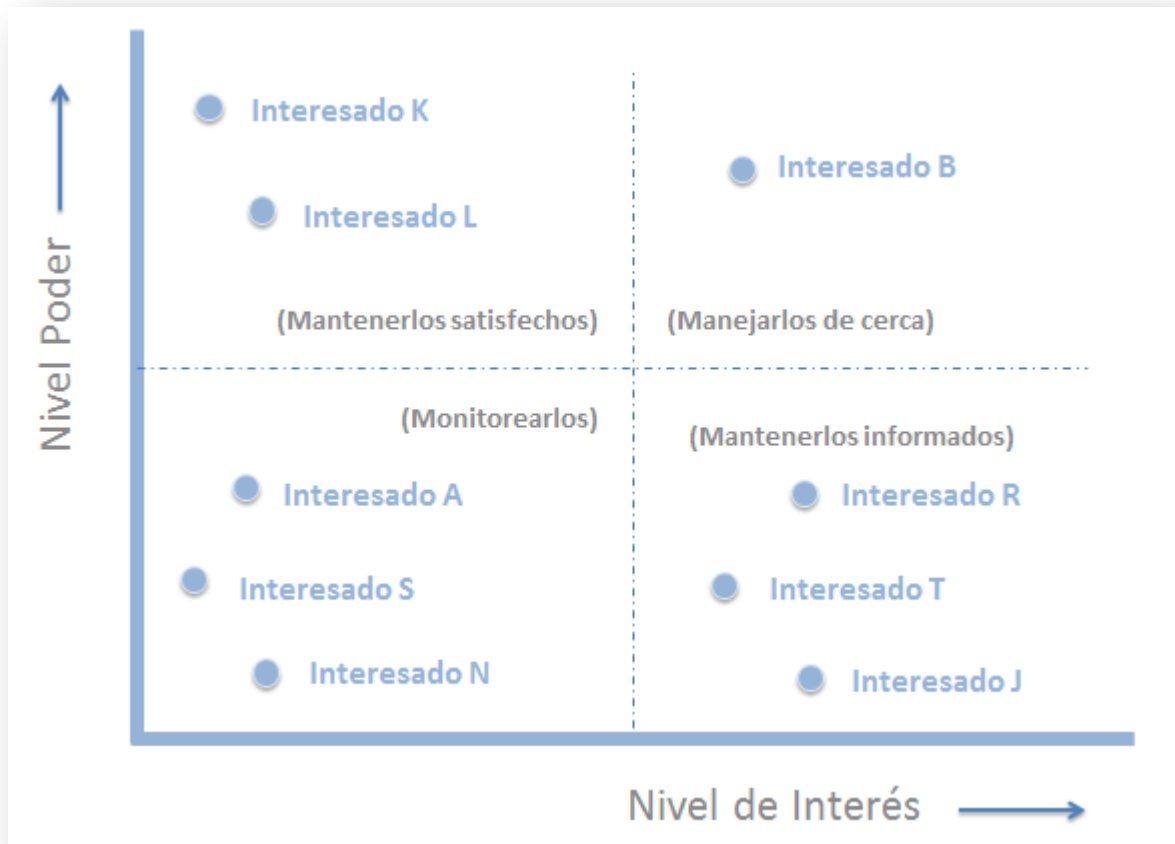 Interesado K
Interesado B
Interesado L
Nivel Poder
(Mantenerlos satisfechos)
(Manejarlos de cerca)
(Monitorearlos)
(Mantenerlos informados)
Interesado A
Interesado R
Interesado S
Interesado T
Interesado N
Interesado J
Nivel de Interés